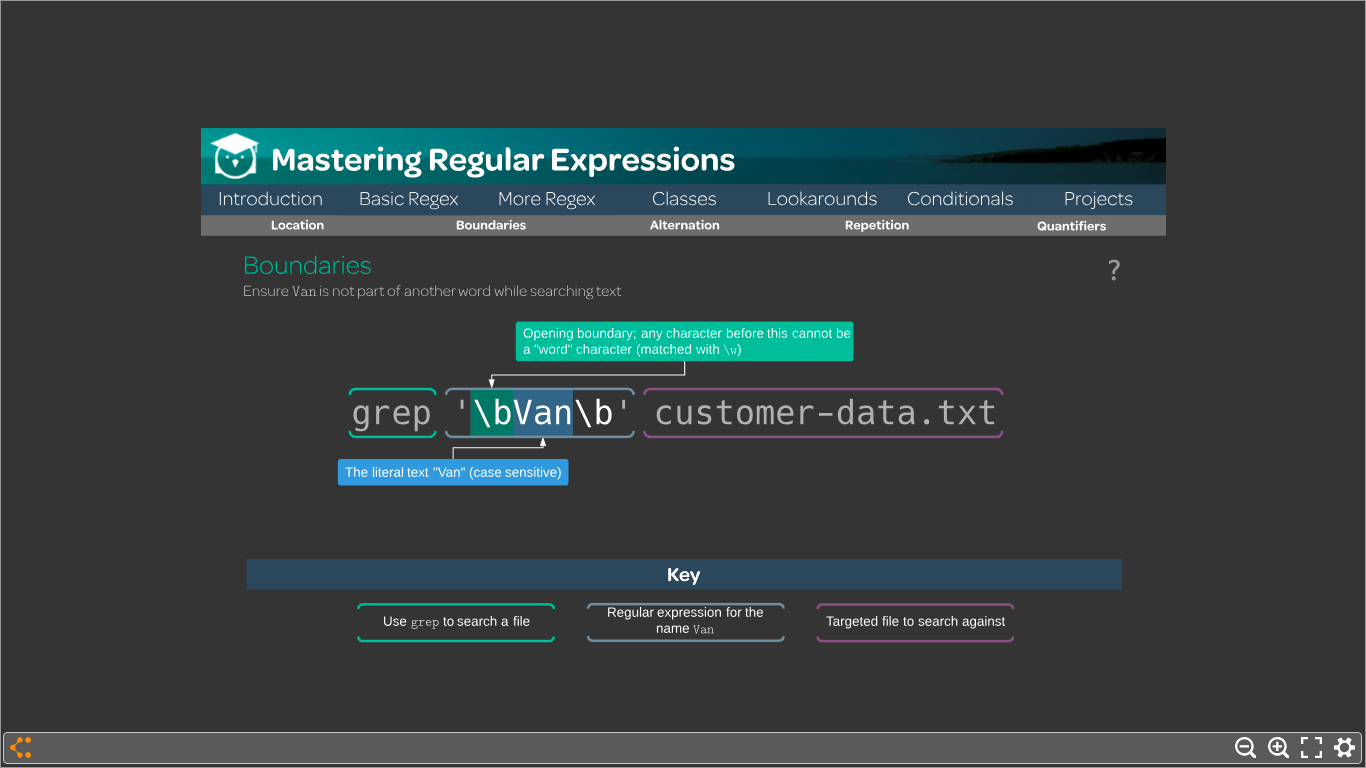 Mastering Regular Expressions
Introduction Basic Regex More Regex Classes Lookarounds Conditionals Projects
Location Boundaries Alternation Repetition Quantifiers
Boundaries
?
Ensure Van is not part of another word while searching text
Opening boundary; any character before this cannot be
a "word" character (matched with \w)
grep '\bVan\b' customer-data.txt
The literal text "Van" (case sensitive)
Key
Use grep to search a file
Regular expression for the
name Van
Targeted file to search against